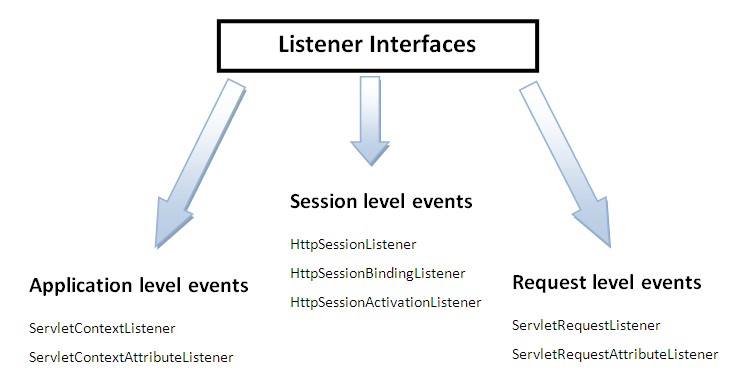 Listener Interfaces
Session level events
HttpSessionListener
HttpSessionBindingListener
HttpSessionActivationListener
Application level events
ServletContextListener
ServletContextAttributeListener
Request level events
ServletRequestListener
ServletRequestAttributeListener